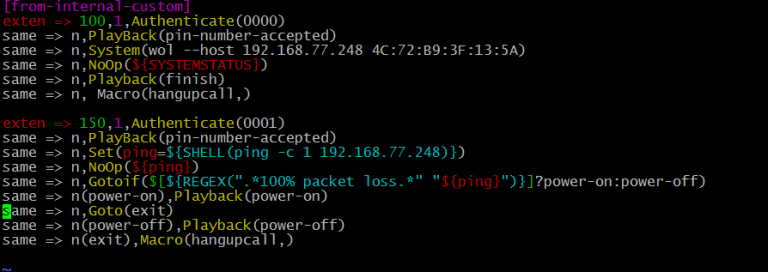 [from-internal-custom]
exten => 100,1,Authenticate(0000)
same => n,PlayBack(pin-number-accepted)
same => n,System(wol --host 192.168.77.248 4C:72:B9:3F:13:5A)
same => n,NoOp(${SYSTEMSTATUS})
same => n,Playback(finish)
same => n, Macro(hangupcall,)
exten => 150,1,Authenticate(0001)
same => n,PlayBack(pin-number-accepted)
same => n,Set(ping=${SHELL(ping -c 1 192.168.77.248)})
same => n,NoOp(${ping})
same => n,Gotoif($[${REGEX(".*100% packet loss.*" "${ping}")}]?power-on:power-off)
same => n(power-on),Playback(power-on)
same => n,Goto(exit)
same => n(power-off),Playback(power-off)
same => n(exit),Macro(hangupcall,)
~